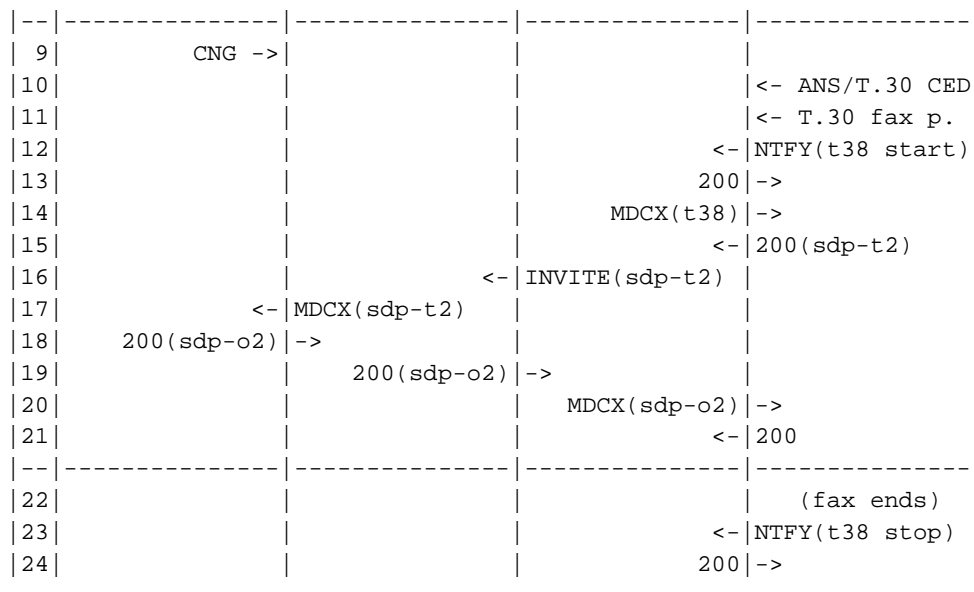 |--|---------------|---------------|---------------|---------------
| 9|         CNG ->|               |               |
|10|               |               |               |<- ANS/T.30 CED
|11|               |               |               |<- T.30 fax p.
|12|               |               |             <-|NTFY(t38 start)
|13|               |               |            200|->
|14|               |               |      MDCX(t38)|->
|15|               |               |             <-|200(sdp-t2)
|16|               |             <-|INVITE(sdp-t2) |
|17|             <-|MDCX(sdp-t2)   |               |
|18|    200(sdp-o2)|->             |               |
|19|               |    200(sdp-o2)|->             |
|20|               |               |   MDCX(sdp-o2)|->
|21|               |               |             <-|200
|--|---------------|---------------|---------------|---------------
|22|               |               |               |   (fax ends)
|23|               |               |             <-|NTFY(t38 stop)
|24|               |               |            200|->